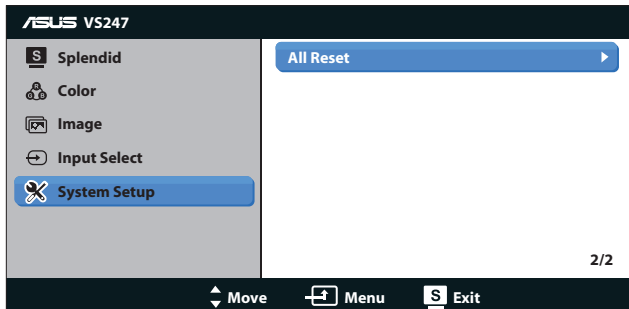 ASUS VS247
S Splendid
All Reset
R G B Color
Image
Input Select
System Setup
2/2
Move Menu S Exit